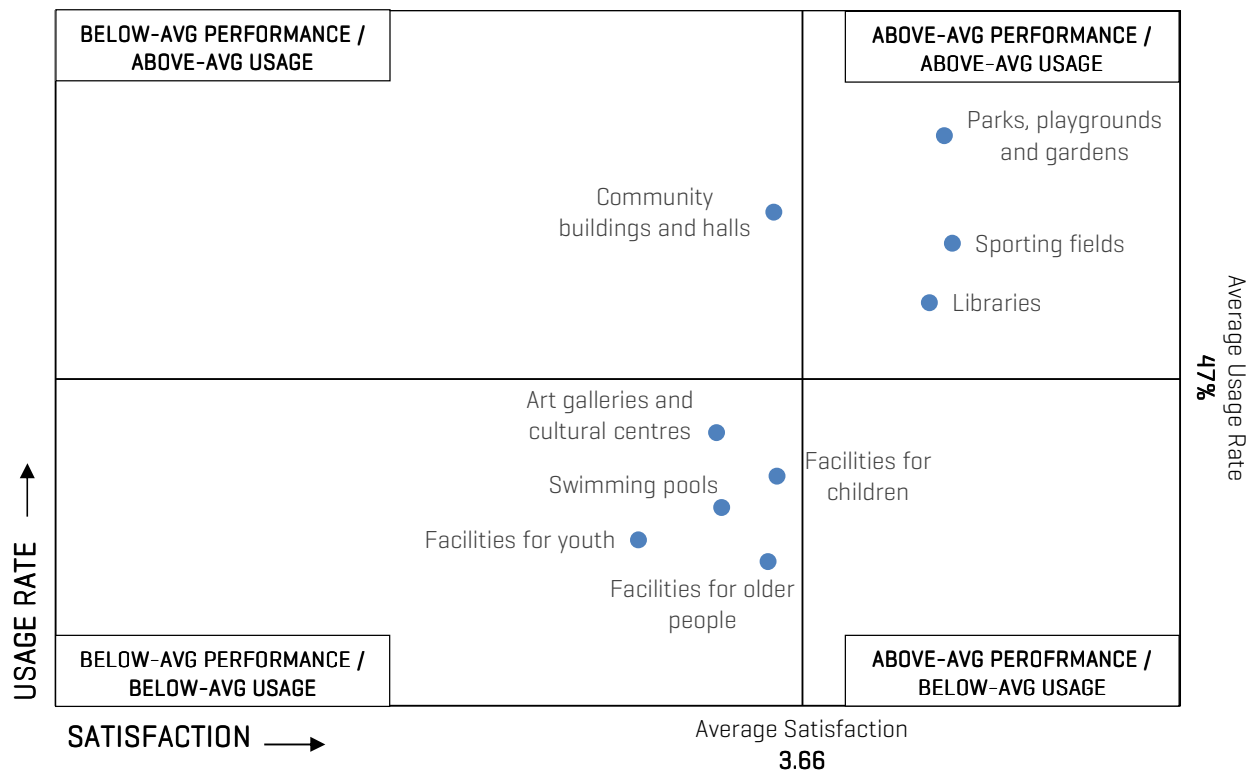 BELOW-AVG PERFORMANCE /
ABOVE-AVG USAGE
ABOVE-AVG PERFORMANCE /
ABOVE-AVG USAGE
Parks, playgrounds
and gardens
Community
buildings and halls
Sporting fields
Libraries
Average Usage Rate
47%
Art galleries and
cultural centres
Facilities for
children
Swimming pools
Facilities for youth
Facilities for older
people
USAGE RATE
BELOW-AVG PERFORMANCE /
BELOW-AVG USAGE
ABOVE-AVG PEROFRMANCE /
BELOW-AVG USAGE
SATISFACTION
Average Satisfaction
3.66